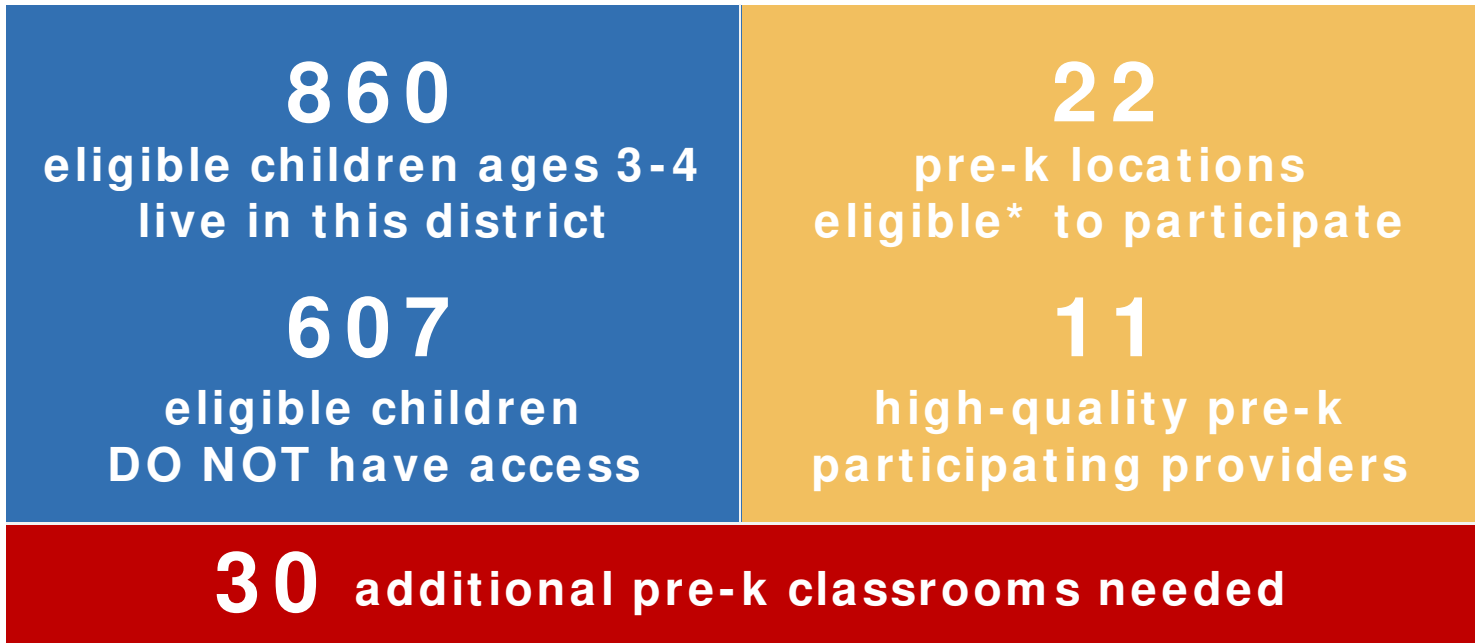 860
eligible children ages 3-4
live in this district
607
eligible children
DO NOT have access
22
pre-k locations
eligible* to participate
11
high-quality pre-k
participating providers
30 additional pre-k classrooms needed